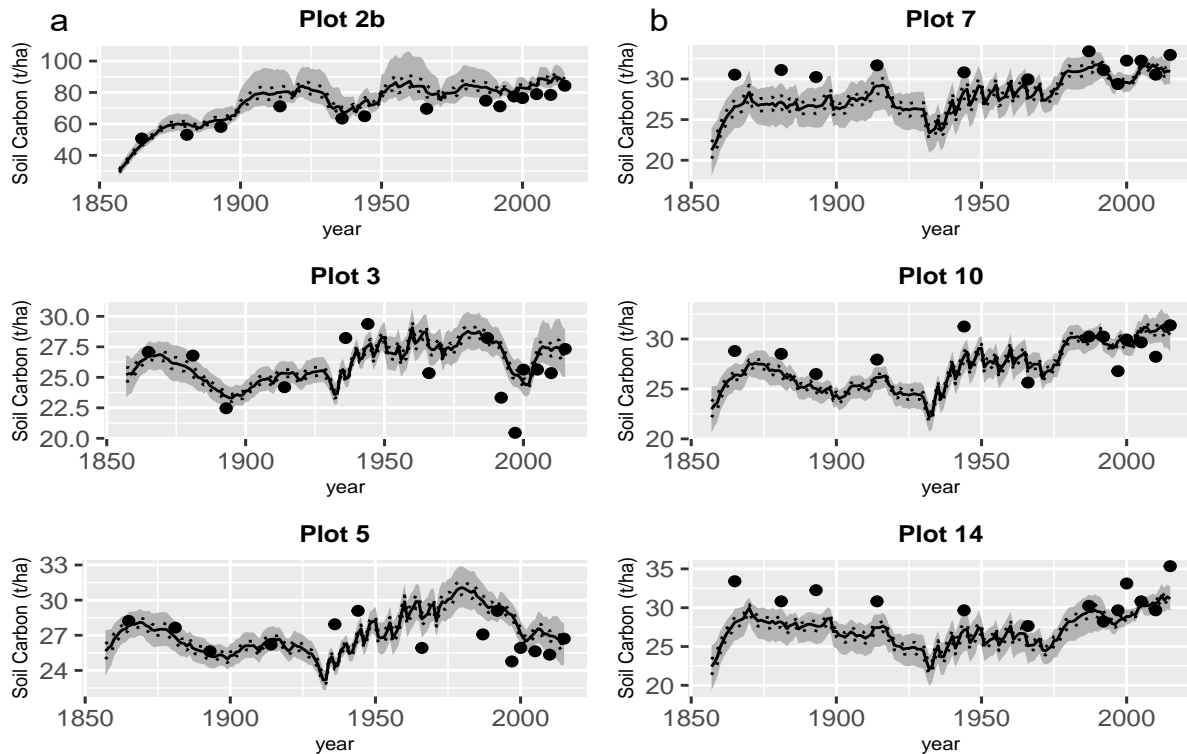 a
Plot 2b
Soil Carbon (t/ha)
100
80
60
40
1850 1900 1950 2000
year
Plot 3
Soil Carbon (t/ha)
30.0
27.5
25.0
22.5
20.0
1850 1900 1950 2000
year
Plot 5
Soil Carbon (t/ha)
33
30
27
24
1850 1900 1950 2000
year
b
Plot 7
Soil Carbon (t/ha)
30
25
20
1850 1900 1950 2000
year
Plot 10
Soil Carbon (t/ha)
30
25
20
1850 1900 1950 2000
year
Plot 14
Soil Carbon (t/ha)
35
30
25
20
1850 1900 1950 2000
year